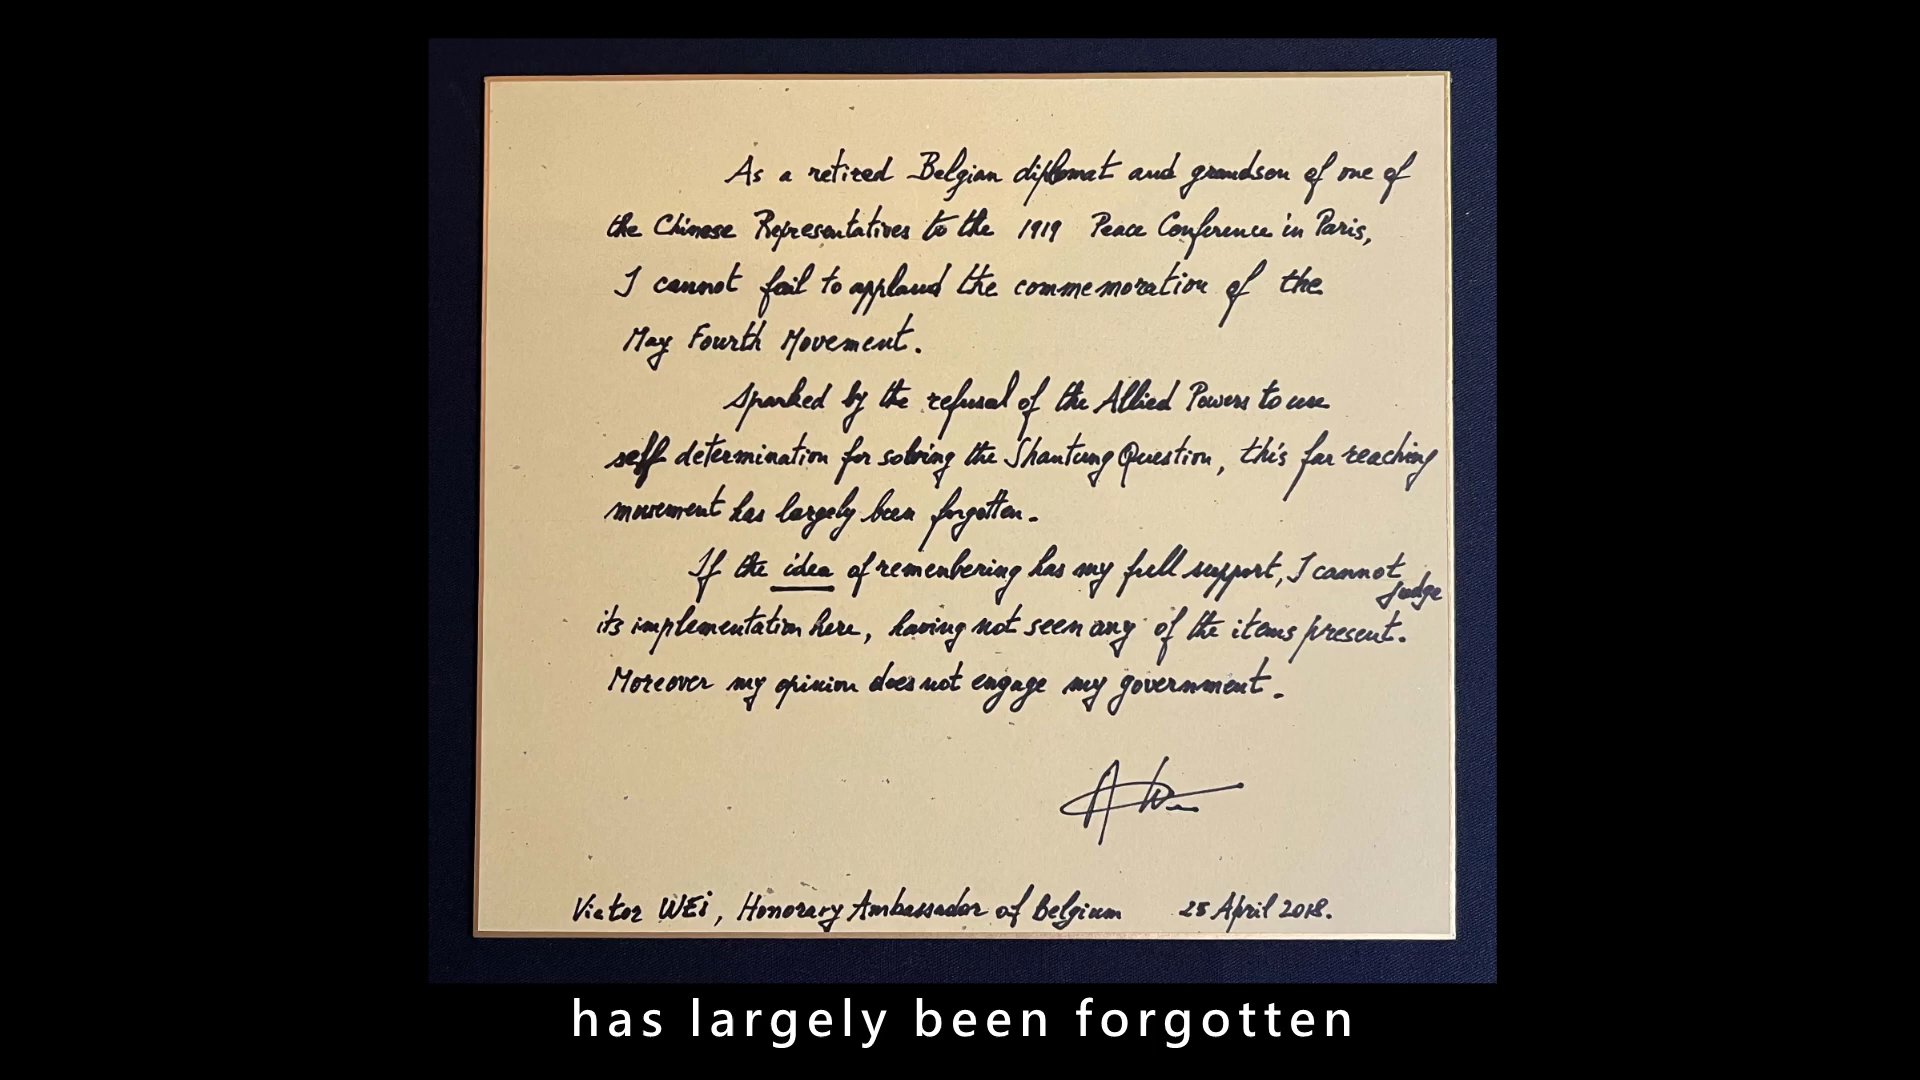 As a retired Belgian diplomat and grandson of one of
the Chinese Representatives to the 1919 Peace Conference in Paris,
I cannot fail to applaud the commemoration of the
May Fourth Movement.
Sparked by the refusal of the Allied Powers to use
self determination for solving the Shantung Question, this far reaching
movement has largely been forgotten.
If the idea of remenbering has my full support, I cannot judge
its implementation here, having not seen any of the items present.
Moreover my opinion does not engage my government.
Victor WEi, Honorary Ambassador of Belgium 25 April 2018.
has largely been forgotten